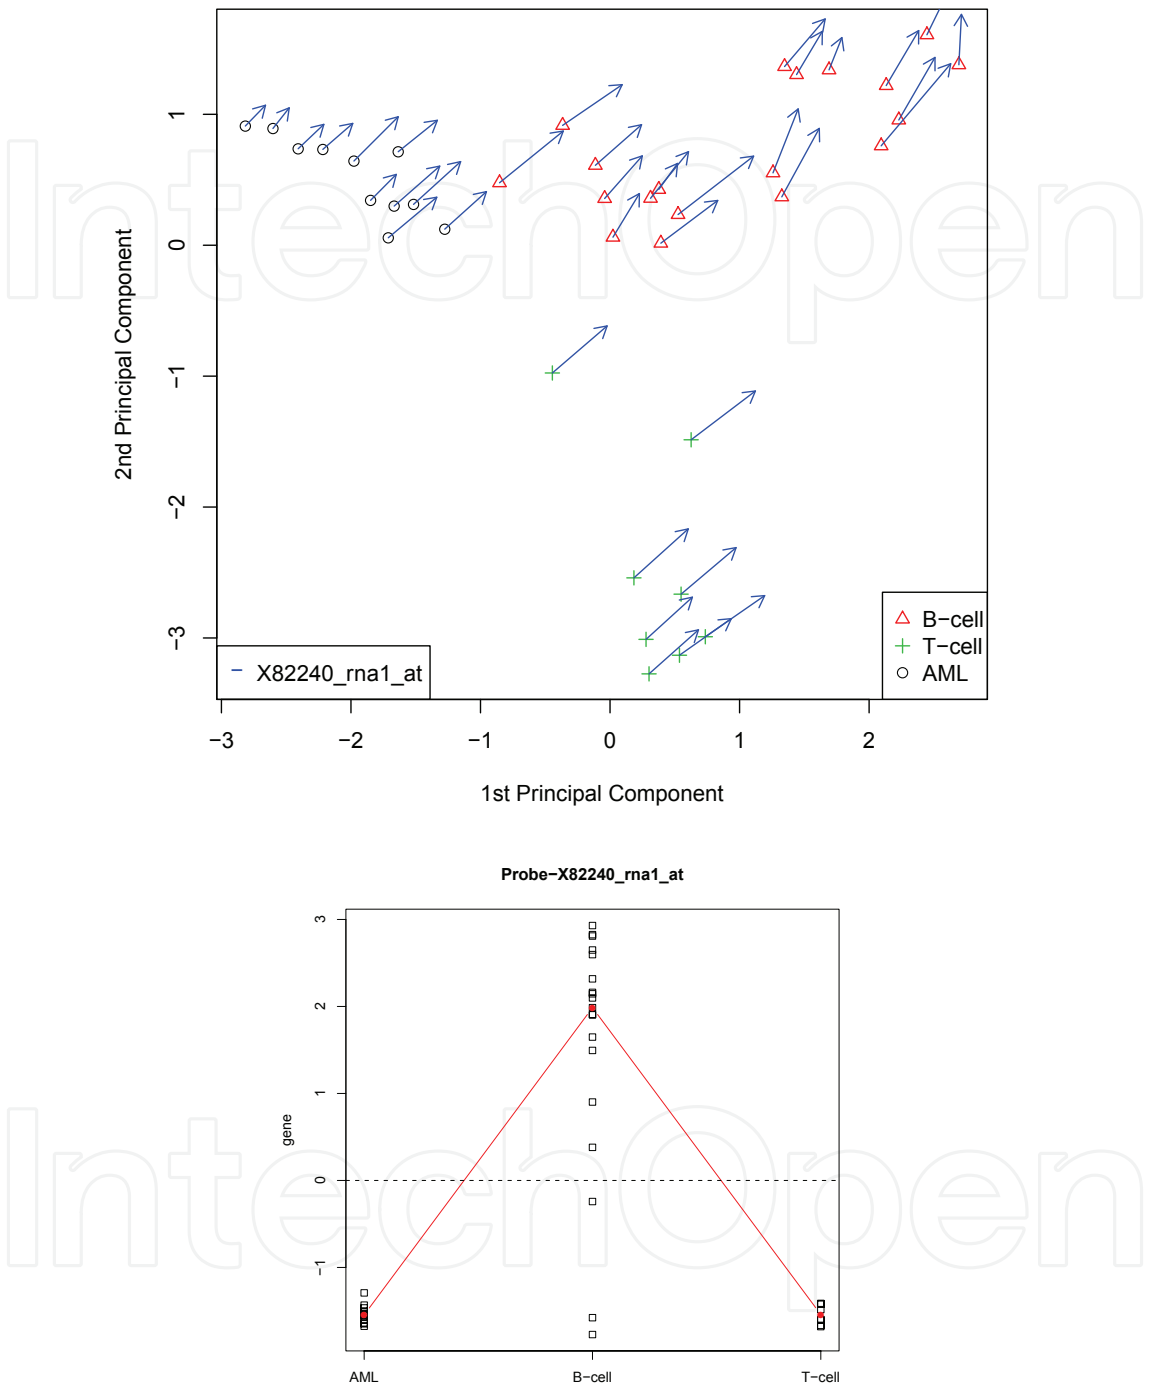 1
0
−1
−2
−3
2nd Principal Component
B−cell
T−cell
AML
X82240_rna1_at
−3 −2 −1 0 1 2
1st Principal Component
IntechOpen
Probe−X82240_rna1_at
3
2
1
0
−1
gene
AML B−cell T−cell
IntechOpen